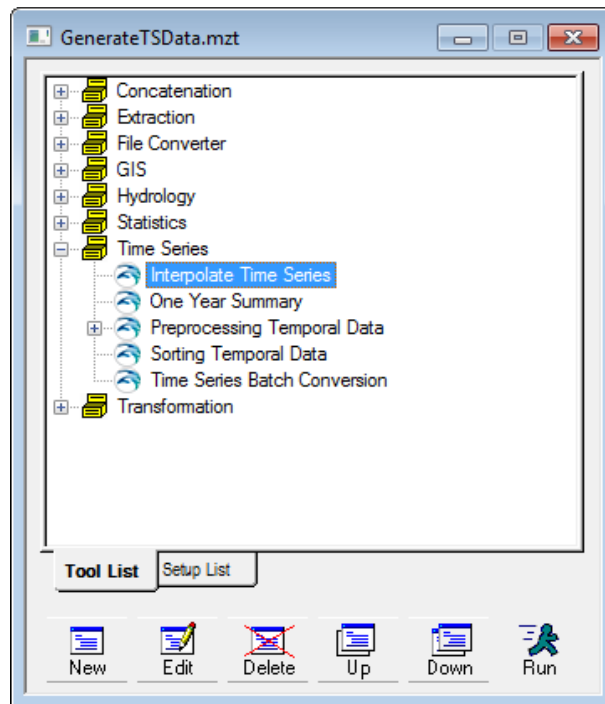 GenerateTSData.mzt
Concatenation
Extraction
File Converter
GIS
Hydrology
Statistics
Time Series
Interpolate Time Series
One Year Summary
Preprocessing Temporal Data
Sorting Temporal Data
Time Series Batch Conversion
Transformation
Tool List Setup List
New Edit Delete Up Down Run